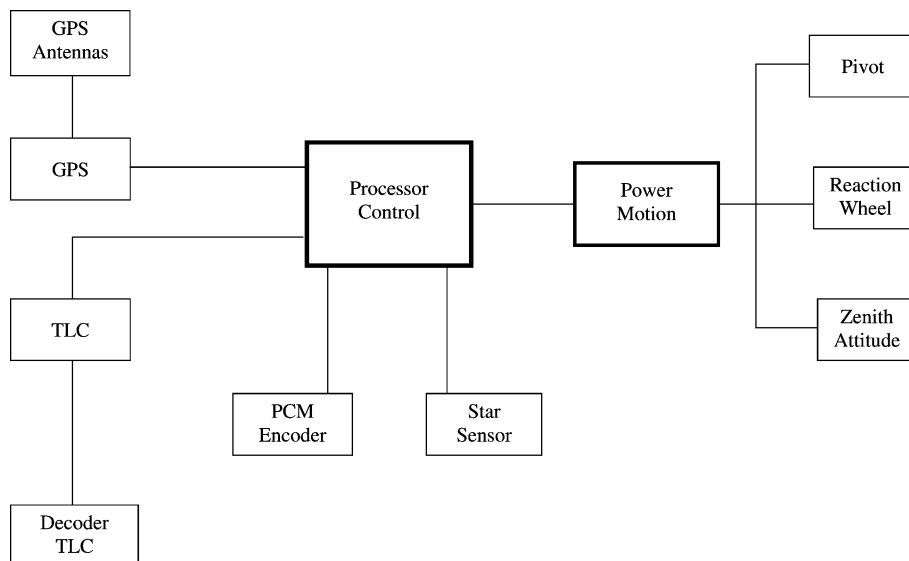 GPS
Antennas
Pivot
GPS
Processor
Control
Power
Motion
Reaction
Wheel
TLC
Zenith
Attitude
PCM
Encoder
Star
Sensor
Decoder
TLC